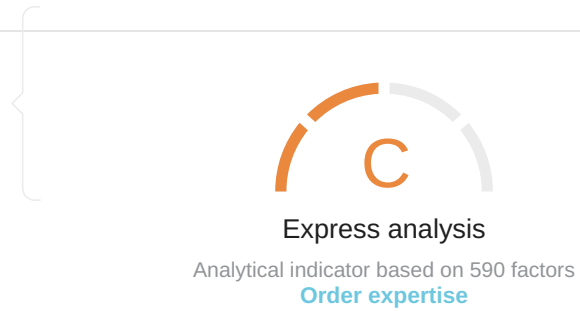 C
Express analysis
Analytical indicator based on 590 factors
Order expertise